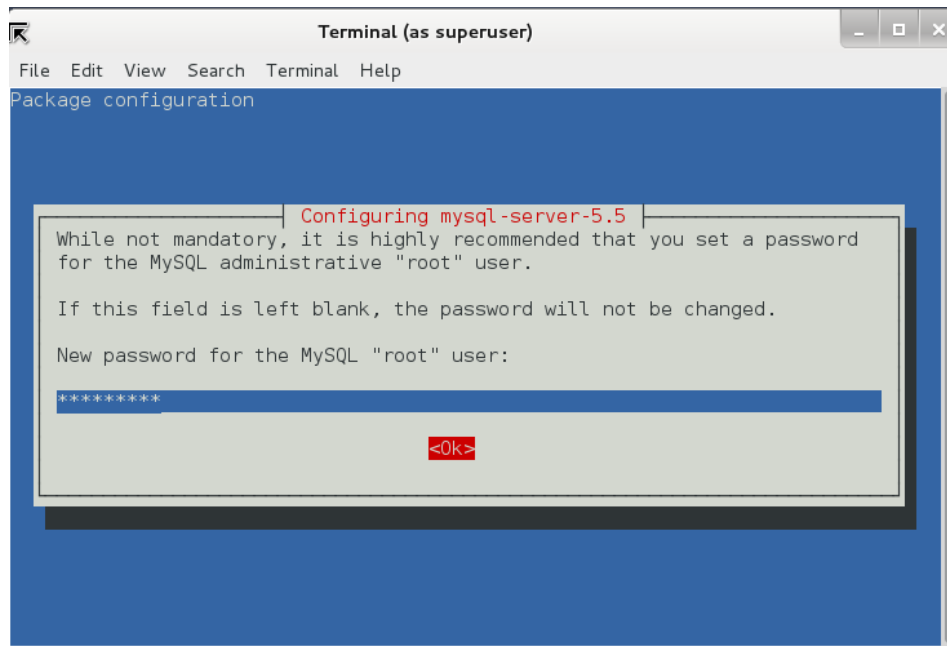 Terminal (as superuser)
File Edit View Search Terminal Help
Package configuration
Configuring mysql-server-5.5
While not mandatory, it is highly recommended that you set a password
for the MySQL administrative "root" user.
If this field is left blank, the password will not be changed.
New password for the MySQL "root" user:
*********
<Ok>